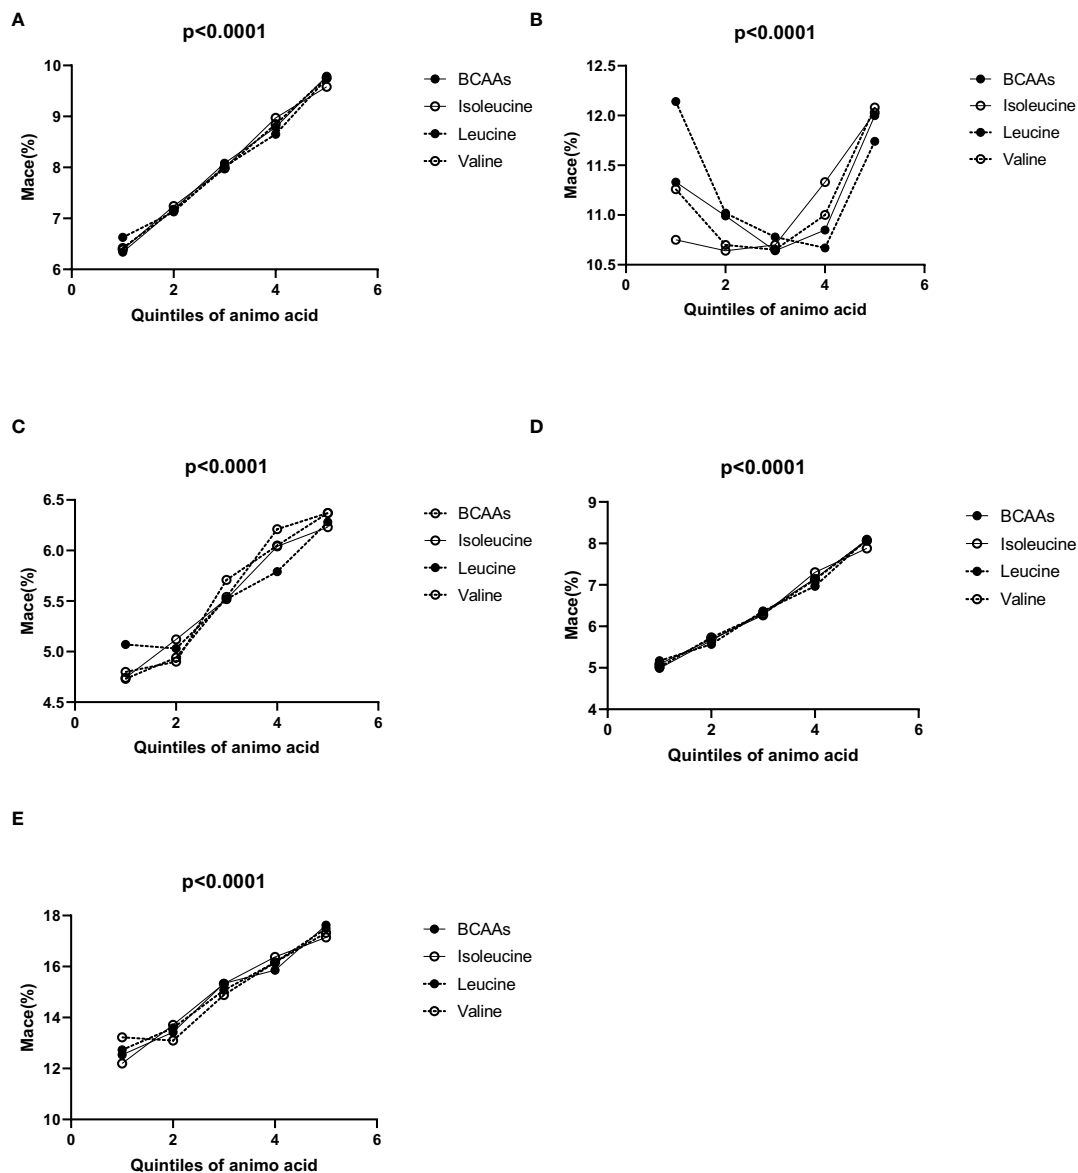 A
p<0.0001
Mace(%)
10
9
8
7
6
0 2 4 6
Quintiles of animo acid
BCAAs
Isoleucine
Leucine
Valine
B
p<0.0001
Mace(%)
12.5
12.0
11.5
11.0
10.5
0 2 4 6
Quintiles of animo acid
BCAAs
Isoleucine
Leucine
Valine
C
p<0.0001
Mace(%)
6.5
6.0
5.5
5.0
4.5
0 2 4 6
Quintiles of animo acid
BCAAs
Isoleucine
Leucine
Valine
D
p<0.0001
Mace(%)
9
8
7
6
5
4
0 2 4 6
Quintiles of animo acid
BCAAs
Isoleucine
Leucine
Valine
E
p<0.0001
Mace(%)
18
16
14
12
10
0 2 4 6
Quintiles of animo acid
BCAAs
Isoleucine
Leucine
Valine